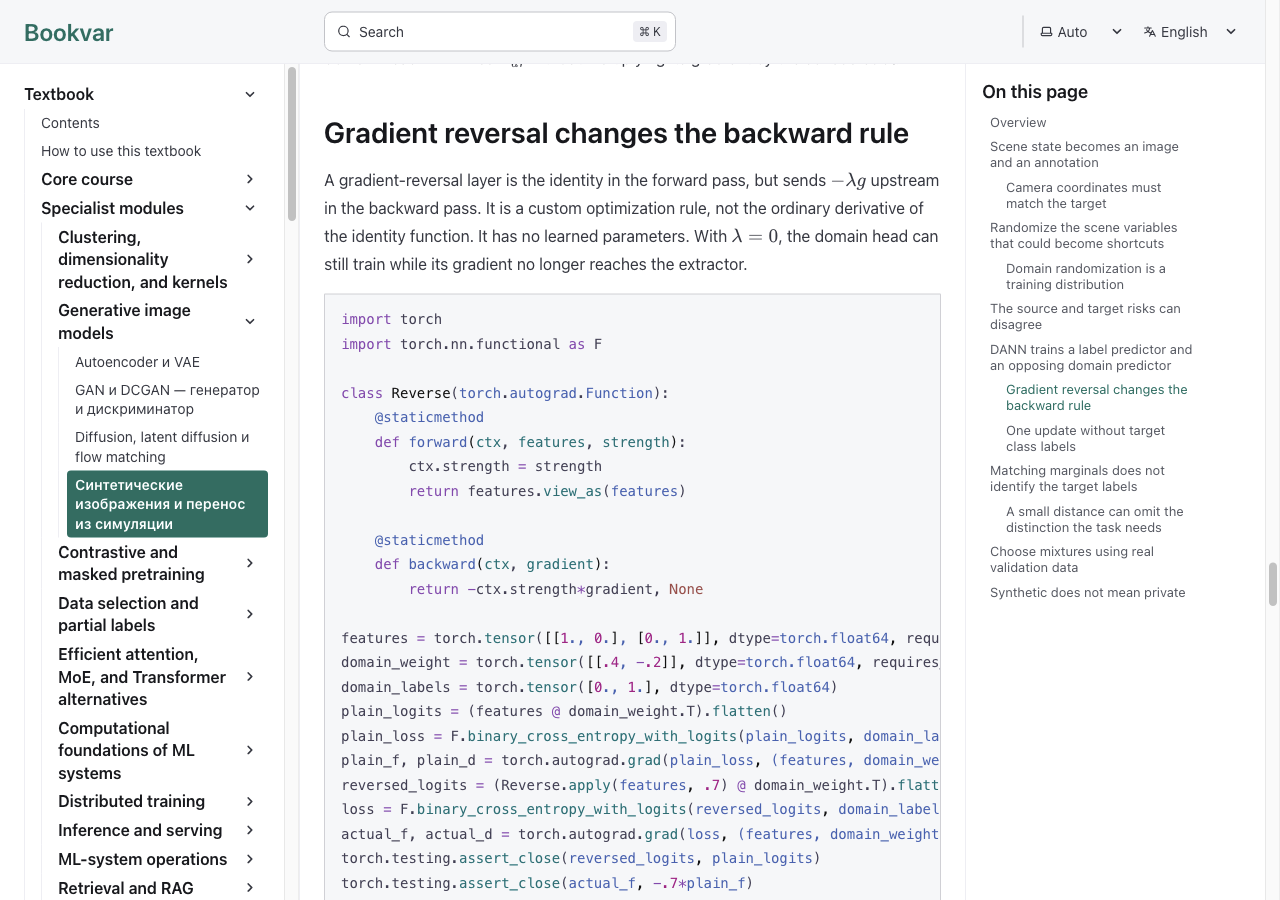 Bookvar
Search
⌘ K
Auto
English
Textbook
Contents
How to use this textbook
Core course
Specialist modules
Clustering,
dimensionality
reduction, and kernels
Generative image
models
Autoencoder и VAE
GAN и DCGAN — генератор
и дискриминатор
Diffusion, latent diffusion и
flow matching
Синтетические
изображения и перенос
из симуляции
Contrastive and
masked pretraining
Data selection and
partial labels
Efficient attention,
MoE, and Transformer
alternatives
Computational
foundations of ML
systems
Distributed training
Inference and serving
ML-system operations
Retrieval and RAG
Gradient reversal changes the backward rule
A gradient-reversal layer is the identity in the forward pass, but sends −λg upstream
in the backward pass. It is a custom optimization rule, not the ordinary derivative of
the identity function. It has no learned parameters. With λ = 0, the domain head can
still train while its gradient no longer reaches the extractor.
import torch
import torch.nn.functional as F
class Reverse(torch.autograd.Function):
    @staticmethod
    def forward(ctx, features, strength):
        ctx.strength = strength
        return features.view_as(features)
    @staticmethod
    def backward(ctx, gradient):
        return -ctx.strength*gradient, None
features = torch.tensor([[1., 0.], [0., 1.]], dtype=torch.float64, requ
domain_weight = torch.tensor([[.4, -.2]], dtype=torch.float64, requires_
domain_labels = torch.tensor([0., 1.], dtype=torch.float64)
plain_logits = (features @ domain_weight.T).flatten()
plain_loss = F.binary_cross_entropy_with_logits(plain_logits, domain_la
plain_f, plain_d = torch.autograd.grad(plain_loss, (features, domain_we
reversed_logits = (Reverse.apply(features, .7) @ domain_weight.T).flatt
loss = F.binary_cross_entropy_with_logits(reversed_logits, domain_label
actual_f, actual_d = torch.autograd.grad(loss, (features, domain_weight
torch.testing.assert_close(reversed_logits, plain_logits)
torch.testing.assert_close(actual_f, -.7*plain_f)
On this page
Overview
Scene state becomes an image
and an annotation
Camera coordinates must
match the target
Randomize the scene variables
that could become shortcuts
Domain randomization is a
training distribution
The source and target risks can
disagree
DANN trains a label predictor and
an opposing domain predictor
Gradient reversal changes the
backward rule
One update without target
class labels
Matching marginals does not
identify the target labels
A small distance can omit the
distinction the task needs
Choose mixtures using real
validation data
Synthetic does not mean private